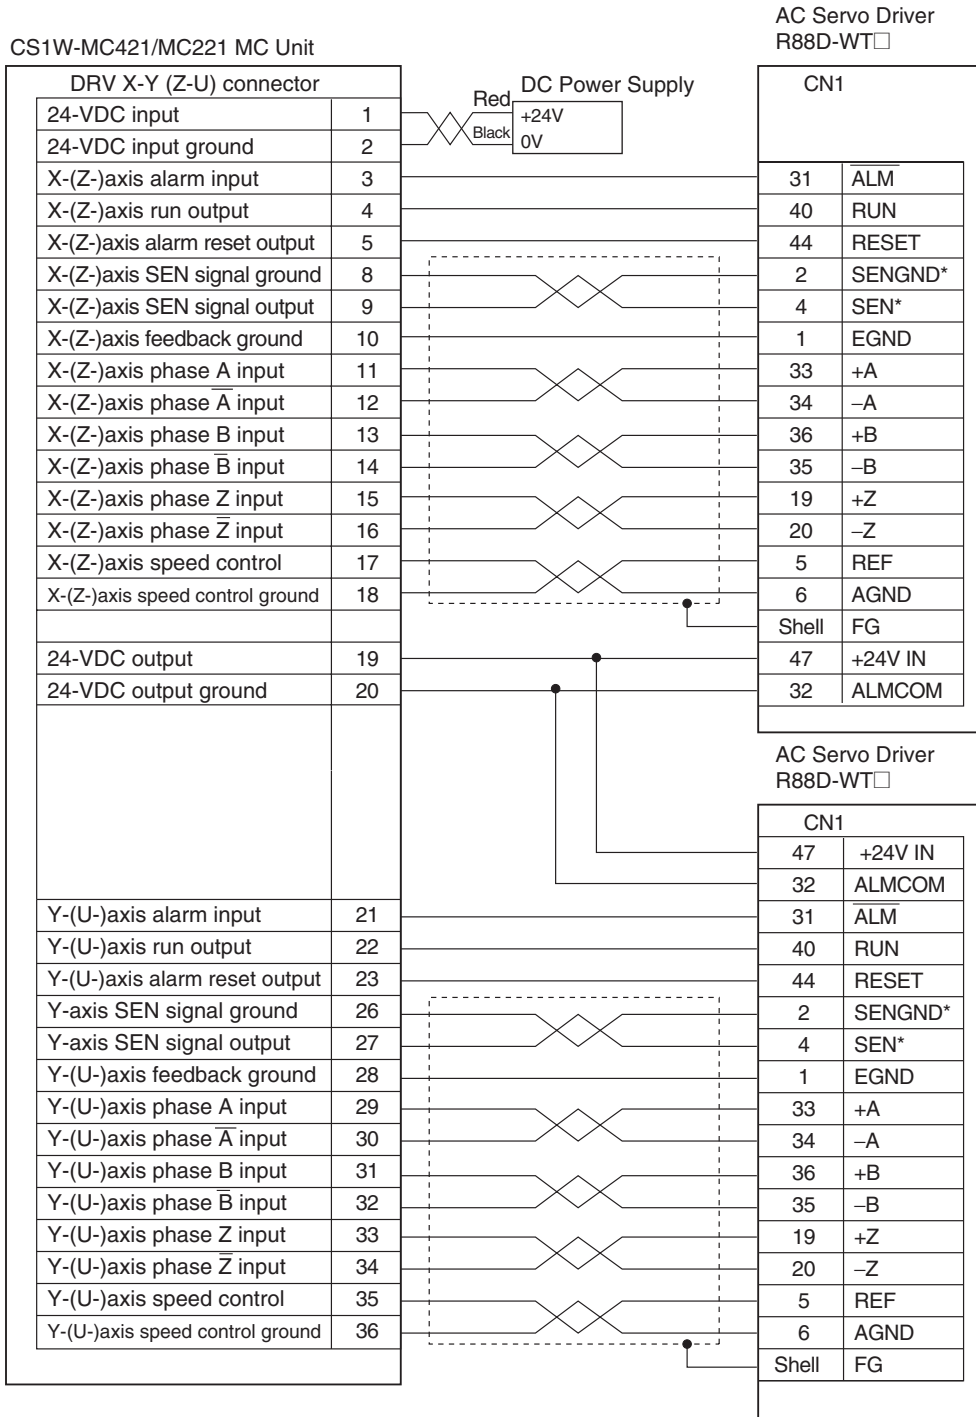 AC Servo Driver
R88D-WT□
CS1W-MC421/MC221 MC Unit
DRV X-Y (Z-U) connector
DC Power Supply
CN1
24-VDC input 1
Red
+24V
24-VDC input ground 2
Black
0V
X-(Z-)axis alarm input 3 31 A̅L̅M̅
X-(Z-)axis run output 4 40 RUN
X-(Z-)axis alarm reset output 5 44 RESET
X-(Z-)axis SEN signal ground 8 2 SENGND*
X-(Z-)axis SEN signal output 9 4 SEN*
X-(Z-)axis feedback ground 10 1 EGND
X-(Z-)axis phase A input 11 33 +A
X-(Z-)axis phase A̅ input 12 34 –A
X-(Z-)axis phase B input 13 36 +B
X-(Z-)axis phase B̅ input 14 35 –B
X-(Z-)axis phase Z input 15 19 +Z
X-(Z-)axis phase Z̅ input 16 20 –Z
X-(Z-)axis speed control 17 5 REF
X-(Z-)axis speed control ground 18 6 AGND
Shell FG
24-VDC output 19 47 +24V IN
24-VDC output ground 20 32 ALMCOM
AC Servo Driver
R88D-WT□
CN1
47 +24V IN
32 ALMCOM
Y-(U-)axis alarm input 21 31 A̅L̅M̅
Y-(U-)axis run output 22 40 RUN
Y-(U-)axis alarm reset output 23 44 RESET
Y-axis SEN signal ground 26 2 SENGND*
Y-axis SEN signal output 27 4 SEN*
Y-(U-)axis feedback ground 28 1 EGND
Y-(U-)axis phase A input 29 33 +A
Y-(U-)axis phase A̅ input 30 34 –A
Y-(U-)axis phase B input 31 36 +B
Y-(U-)axis phase B̅ input 32 35 –B
Y-(U-)axis phase Z input 33 19 +Z
Y-(U-)axis phase Z̅ input 34 20 –Z
Y-(U-)axis speed control 35 5 REF
Y-(U-)axis speed control ground 36 6 AGND
Shell FG